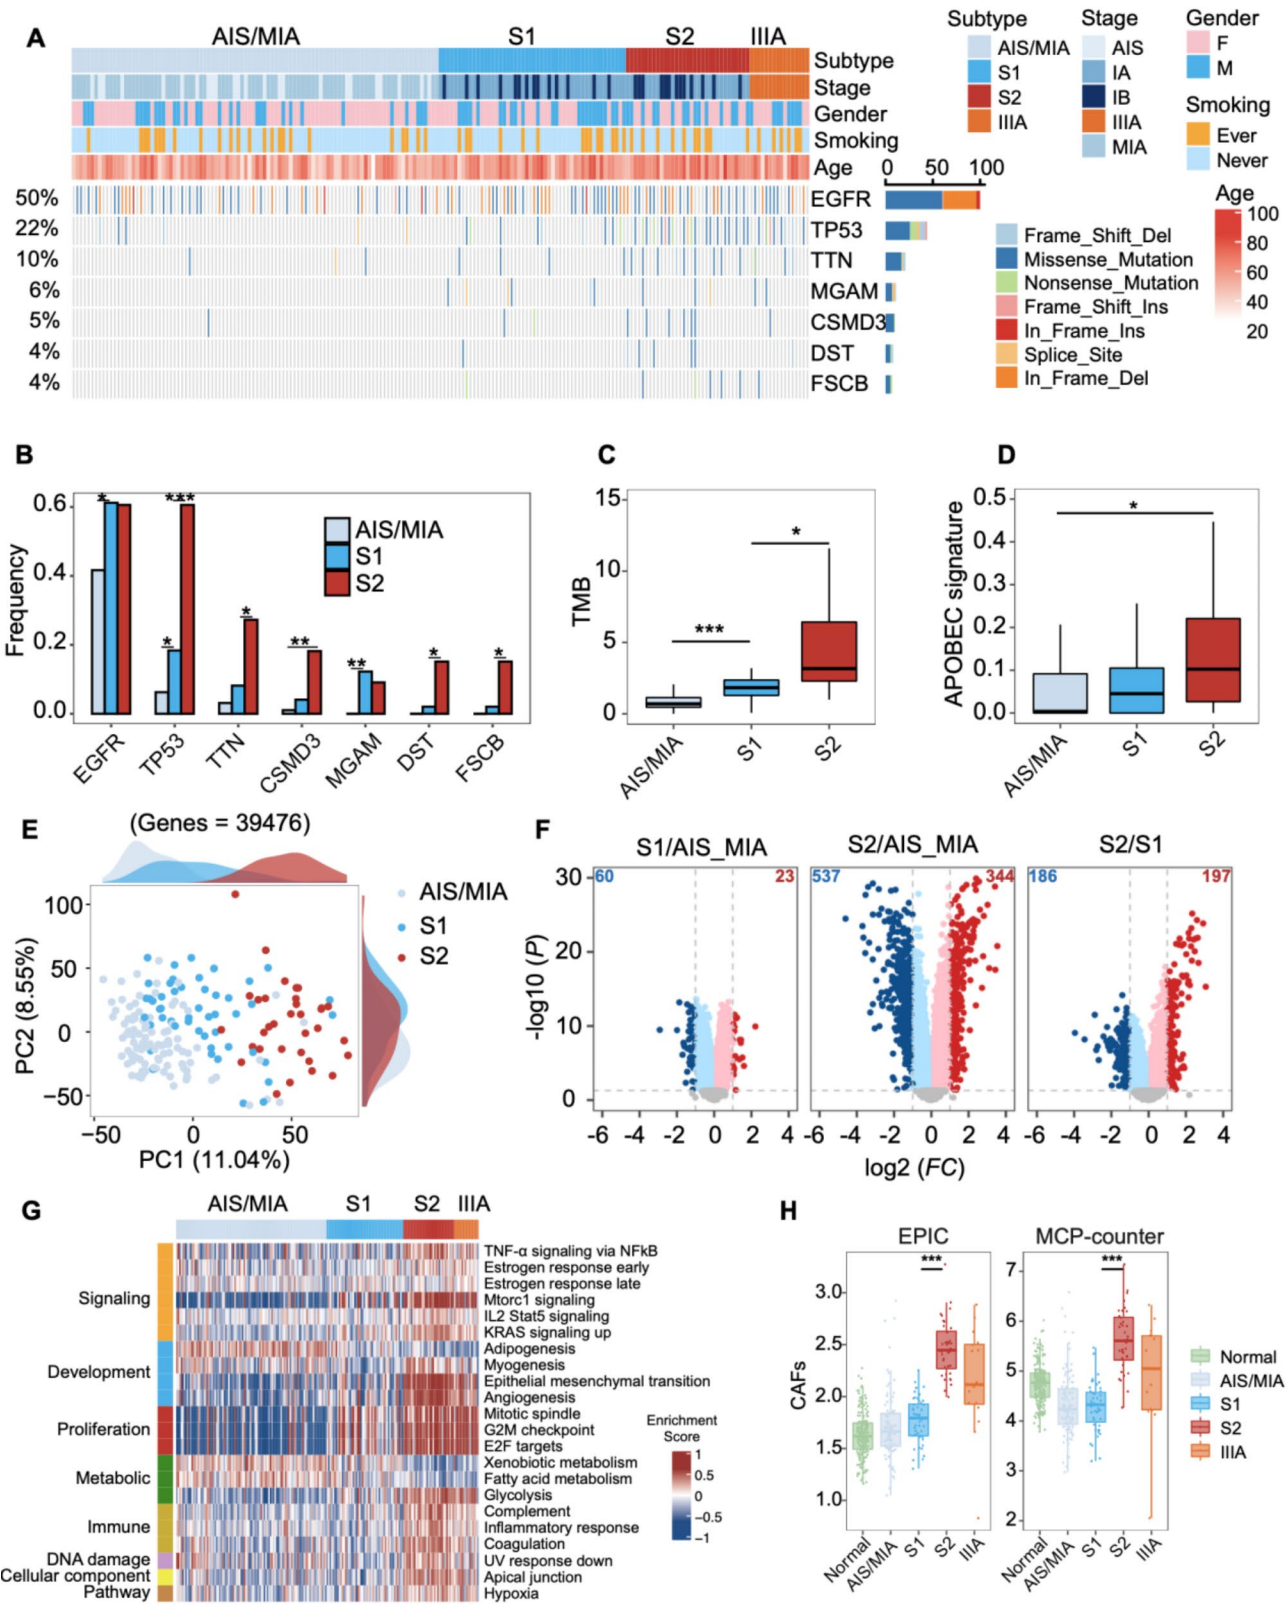 A
AIS/MIA S1 S2 IIIA
Subtype
Stage
Gender
Smoking
Age
Subtype
AIS/MIA
S1
S2
IIIA
Stage
AIS
IA
IB
IIIA
MIA
Gender
F
M
Smoking
Ever
Never
Age
100
80
60
40
20
0 50 100
50% EGFR
22% TP53
10% TTN
6% MGAM
5% CSMD3
4% DST
4% FSCB
Frame_Shift_Del
Missense_Mutation
Nonsense_Mutation
Frame_Shift_Ins
In_Frame_Ins
Splice_Site
In_Frame_Del
B
Frequency
0.6
0.4
0.2
0.0
* *** * * ** ** * *
AIS/MIA
S1
S2
EGFR TP53 TTN CSMD3 MGAM DST FSCB
C
TMB
15
10
5
0
*** *
AIS/MIA S1 S2
D
APOBEC signature
0.5
0.4
0.3
0.2
0.1
0.0
*
AIS/MIA S1 S2
E
(Genes = 39476)
AIS/MIA
S1
S2
PC2 (8.55%)
100
50
0
−50
−50 0 50
PC1 (11.04%)
F
S1/AIS_MIA S2/AIS_MIA S2/S1
60 23 537 344 186 197
-log10 (P)
30
20
10
0
-6 -4 -2 0 2 4 -6 -4 -2 0 2 4 -6 -4 -2 0 2 4
log2 (FC)
G
AIS/MIA S1 S2 IIIA
Signaling
Development
Proliferation
Metabolic
Immune
DNA damage
Cellular component
Pathway
TNF-α signaling via NFkB
Estrogen response early
Estrogen response late
Mtorc1 signaling
IL2 Stat5 signaling
KRAS signaling up
Adipogenesis
Myogenesis
Epithelial mesenchymal transition
Angiogenesis
Mitotic spindle
G2M checkpoint
E2F targets
Xenobiotic metabolism
Fatty acid metabolism
Glycolysis
Complement
Inflammatory response
Coagulation
UV response down
Apical junction
Hypoxia
Enrichment
Score
1
0.5
0
−0.5
−1
H
EPIC MCP-counter
CAFs
3.0
2.5
2.0
1.5
1.0
***
Normal AIS/MIA S1 S2 IIIA
7
6
5
4
3
2
***
Normal AIS/MIA S1 S2 IIIA
Normal
AIS/MIA
S1
S2
IIIA